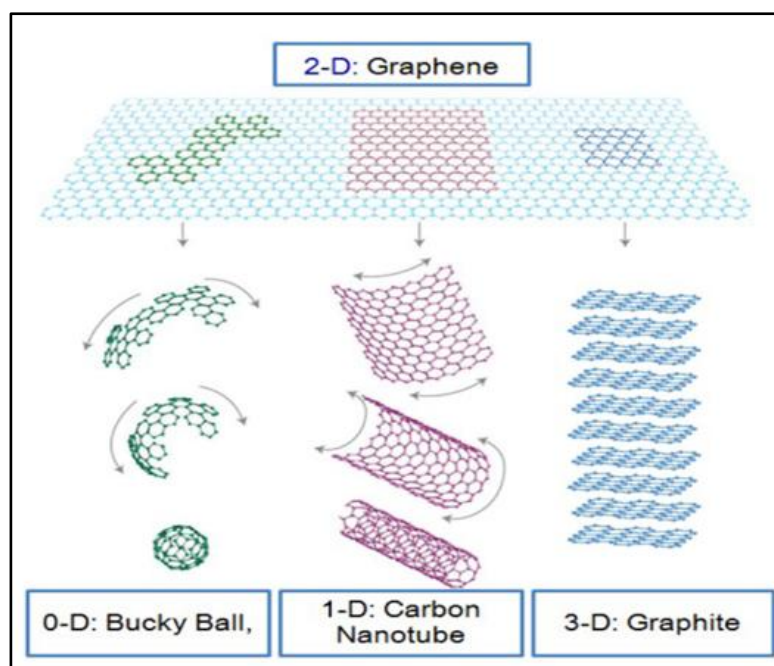 2-D: Graphene
0-D: Bucky Ball,
1-D: Carbon
Nanotube
3-D: Graphite